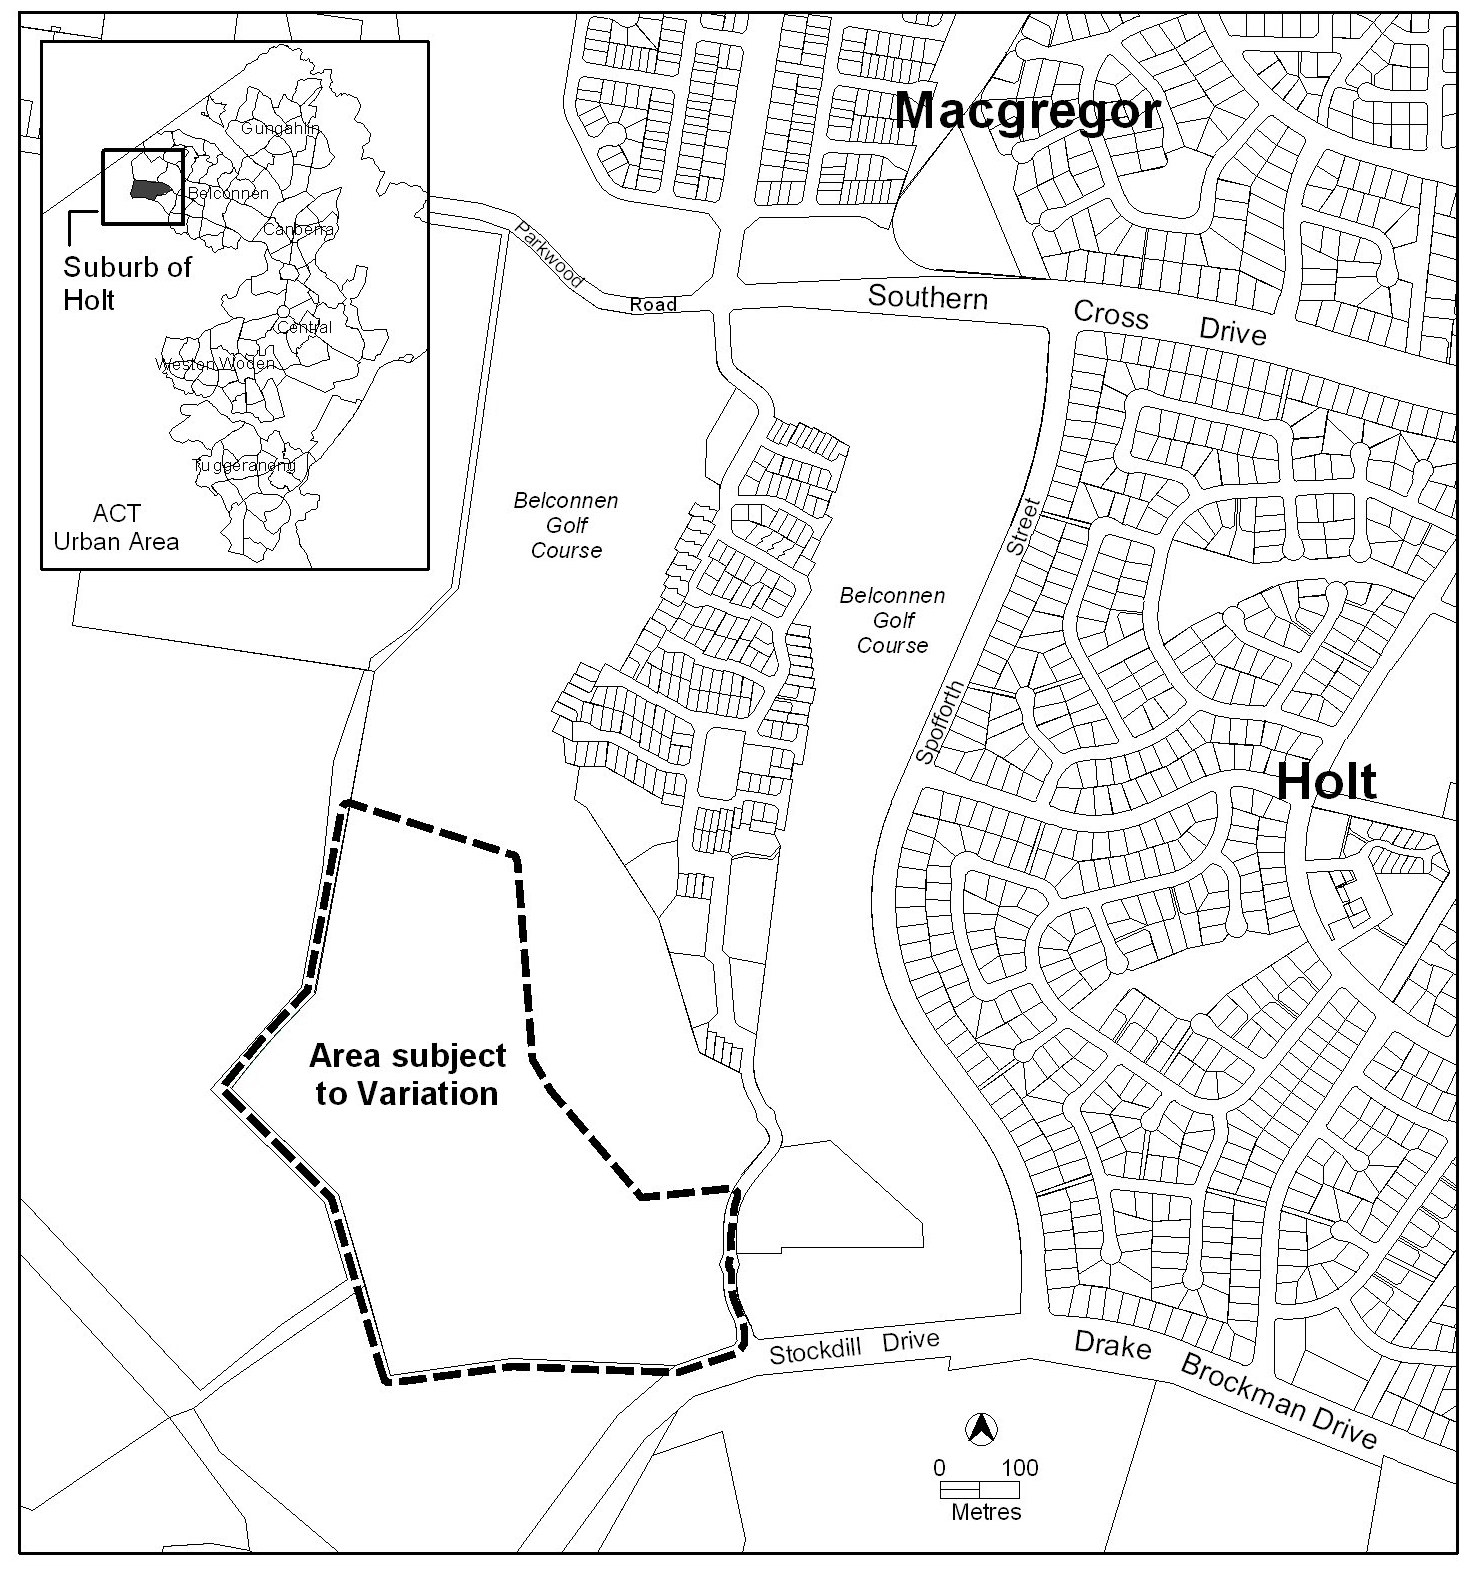 Macgregor
Gungahlin
Belconnen
Canberra
Suburb of
Holt
Central
Weston Woden
Tuggeranong
ACT
Urban Area
Parkwood
Road
Southern
Cross Drive
Belconnen
Golf
Course
Street
Belconnen
Golf
Course
Spofforth
Holt
Area subject
to Variation
Stockdill Drive
Drake Brockman Drive
0 100
Metres